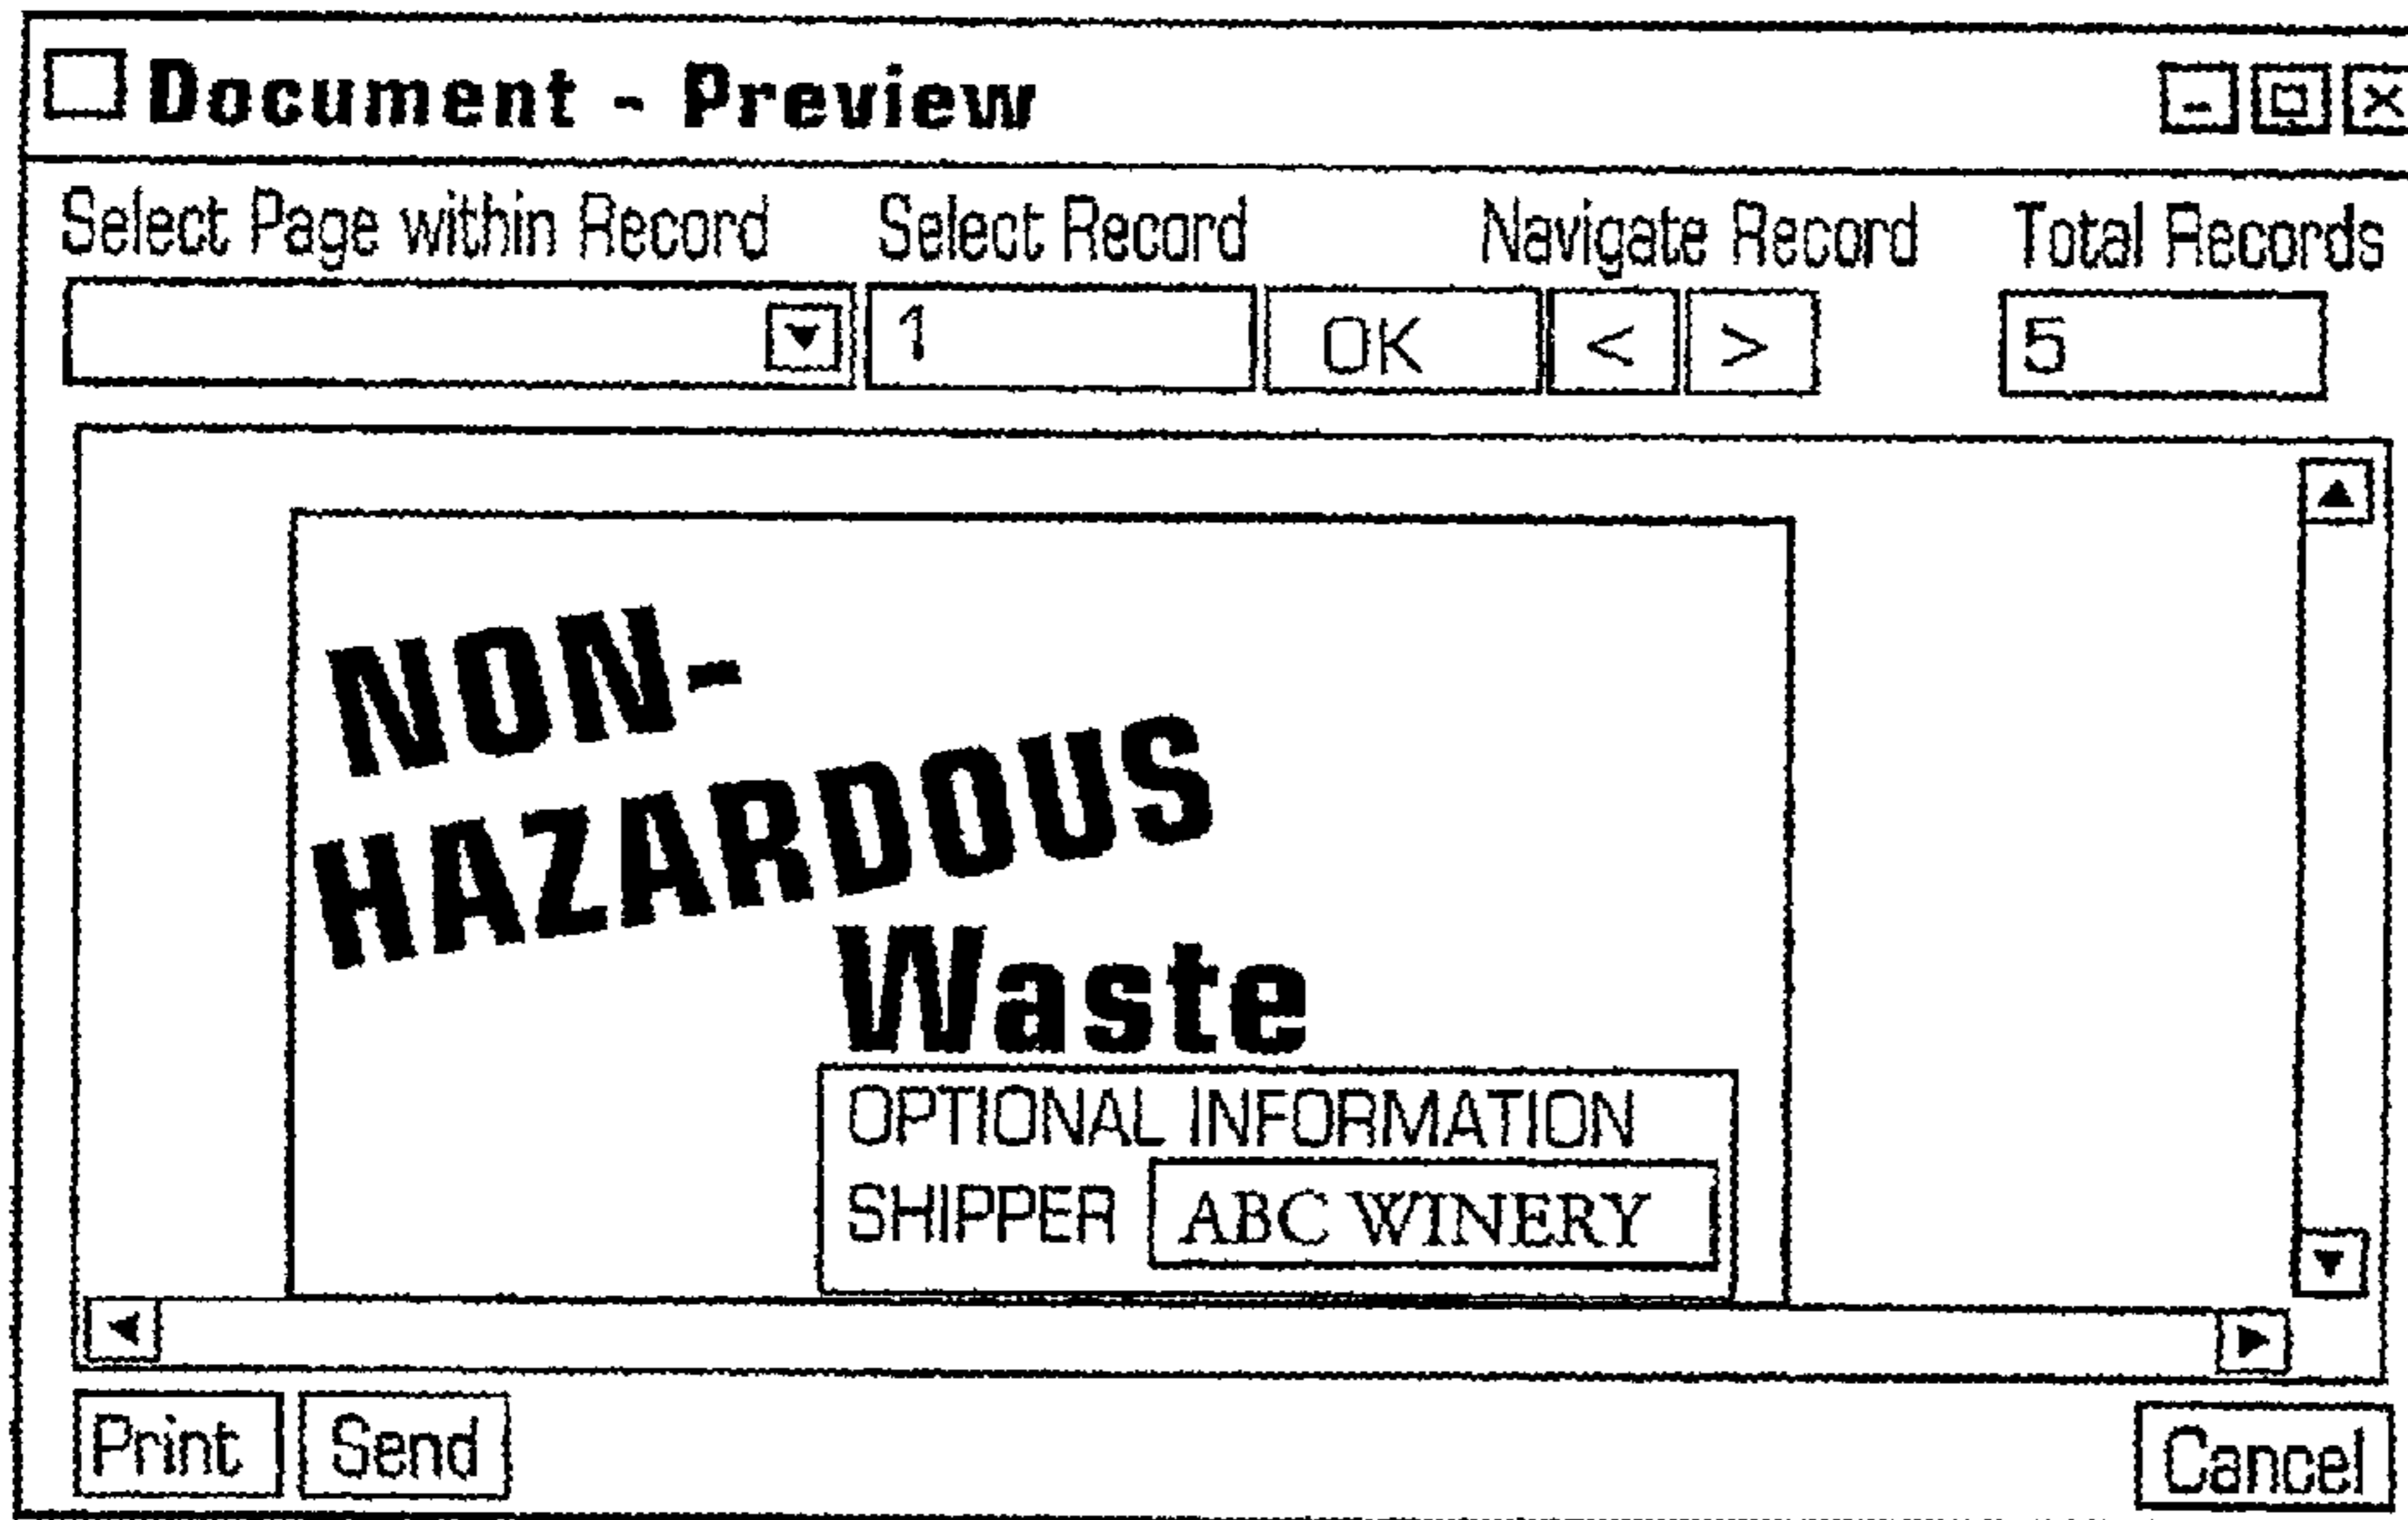 Document - Preview
Select Page within Record Select Record Navigate Record Total Records
1 OK < > 5
NON-
HAZARDOUS
Waste
OPTIONAL INFORMATION
SHIPPER ABC WINERY
Print Send Cancel